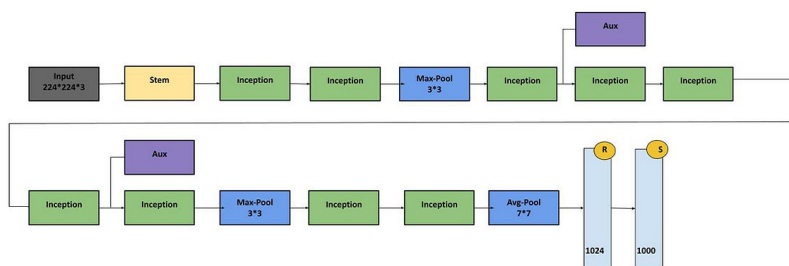 Aux
Input
224*224*3
Stem
Inception
Inception
Max-Pool
3*3
Inception
Inception
Inception
Aux
Inception
Inception
Max-Pool
3*3
Inception
Inception
Avg-Pool
7*7
R
S
1024
1000